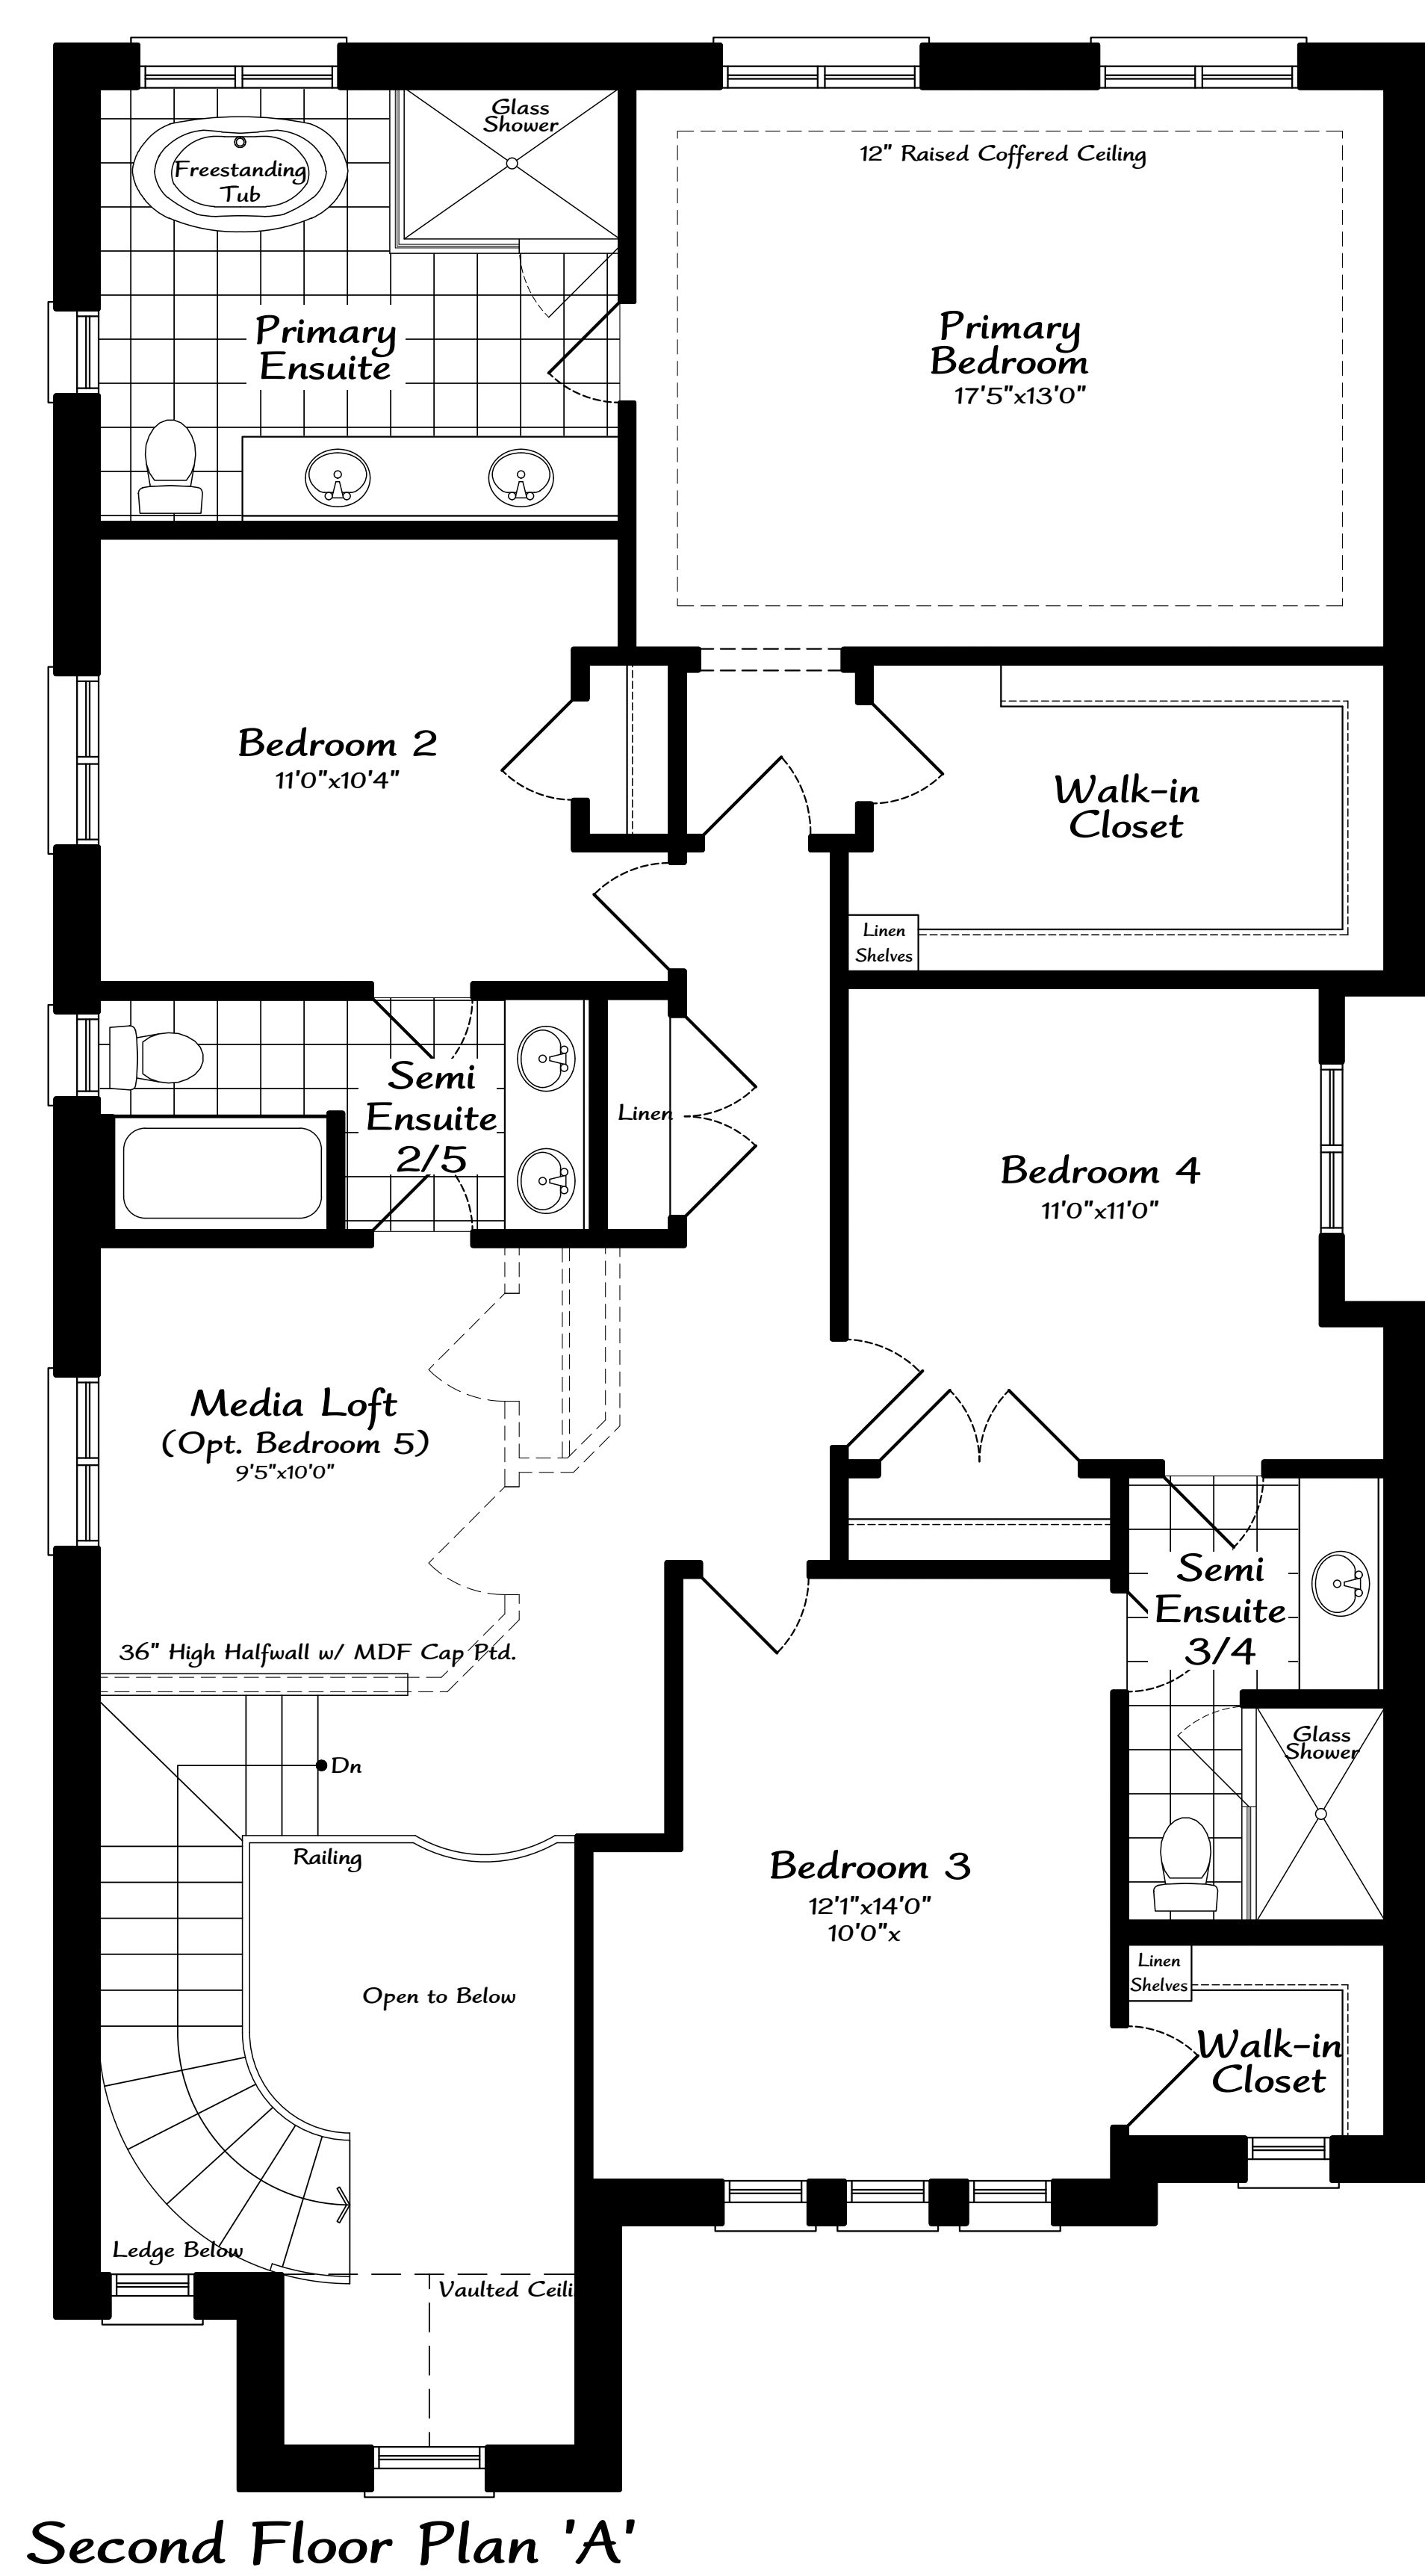 Glass
Shower
Freestanding
Tub
12" Raised Coffered Ceiling
Primary
Ensuite
Primary
Bedroom
17'5"x13'0"
Bedroom 2
11'0"x10'4"
Walk-in
Closet
Linen
Shelves
Semi
Ensuite
2/5
Linen
Bedroom 4
11'0"x11'0"
Media Loft
(Opt. Bedroom 5)
9'5"x10'0"
36" High Halfwall w/ MDF Cap Ptd.
Semi
Ensuite
3/4
Glass
Shower
Dn
Railing
Bedroom 3
12'1"x14'0"
10'0"x
Open to Below
Linen
Shelves
Walk-in
Closet
Ledge Below
Vaulted Ceili
Second Floor Plan 'A'